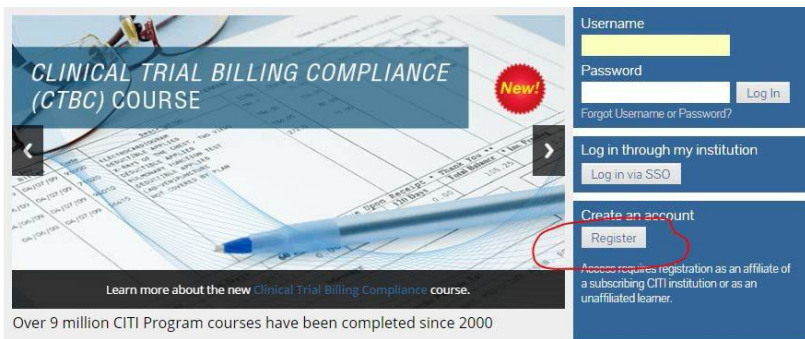 CLINICAL TRIAL BILLING COMPLIANCE
(CTBC) COURSE
New!
Learn more about the new Clinical Trial Billing Compliance course.
Over 9 million CITI Program courses have been completed since 2000
Username
Password
Log In
Forgot Username or Password?
Log in through my institution
Log in via SSO
Create an account
Register
Access requires registration as an affiliate of
a subscribing CITI institution or as an
unaffiliated learner.